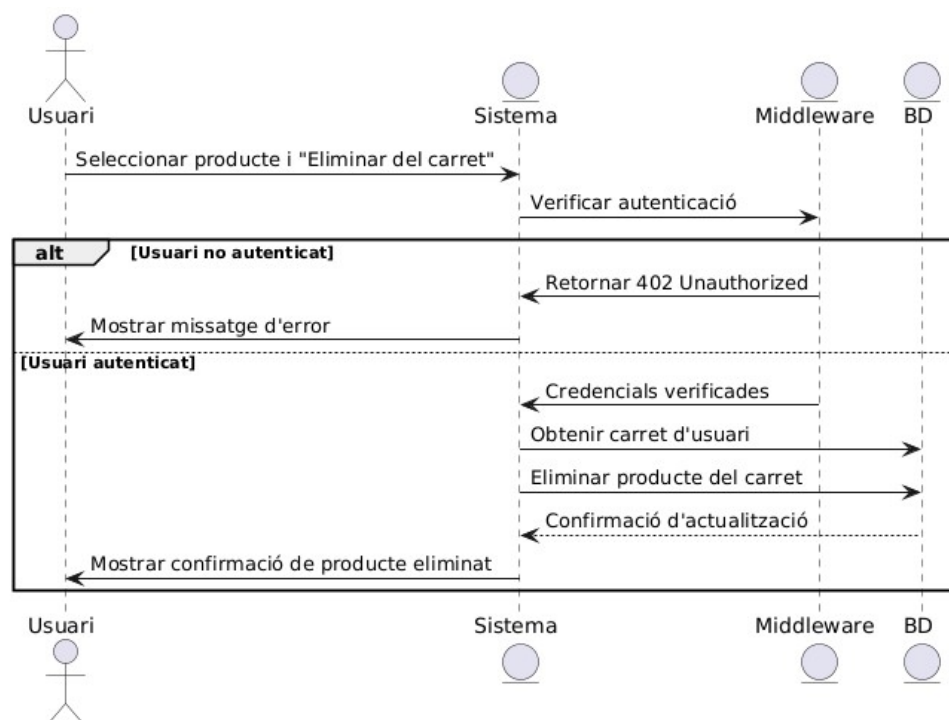 Usuari
Sistema
Middleware
BD
Seleccionar producte i "Eliminar del carret"
Verificar autenticació
alt
[Usuari no autenticat]
Retornar 402 Unauthorized
Mostrar missatge d'error
[Usuari autenticat]
Credencials verificades
Obtenir carret d'usuari
Eliminar producte del carret
Confirmació d'actualització
Mostrar confirmació de producte eliminat
Usuari
Sistema
Middleware
BD